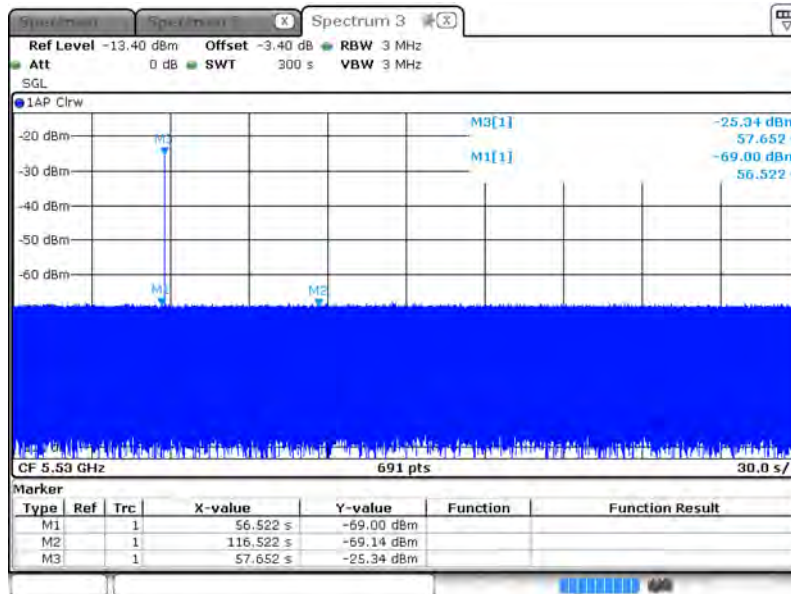 Spectrum Spectrum X Spectrum 3 X
Ref Level -13.40 dBm Offset -3.40 dB RBW 3 MHz
Att 0 dB SWT 300 s VBW 3 MHz
SGL
1AP Clrw
M3[1] -25.34 dBm
57.652
M1[1] -69.00 dBm
56.522
-20 dBm
M3
-30 dBm
-40 dBm
-50 dBm
-60 dBm
M1
M2
CF 5.53 GHz 691 pts 30.0 s/
Marker
Type Ref Trc X-value Y-value Function Function Result
M1 1 56.522 s -69.00 dBm
M2 1 116.522 s -69.14 dBm
M3 1 57.652 s -25.34 dBm